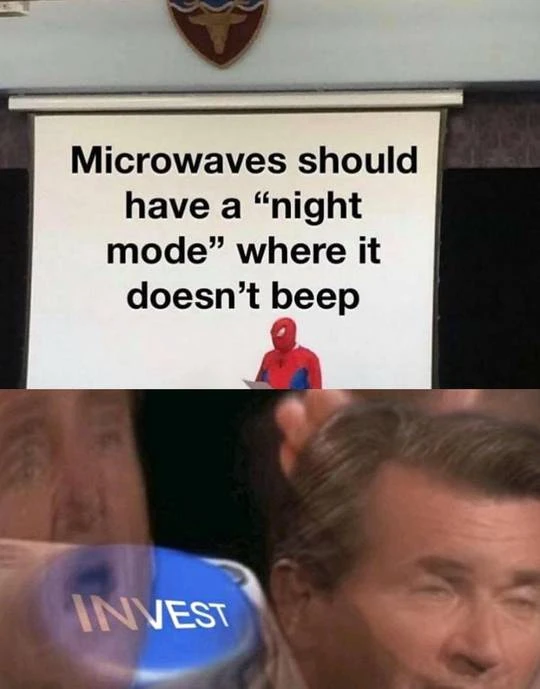 Microwaves should
have a “night
mode” where it
doesn’t beep
INVEST